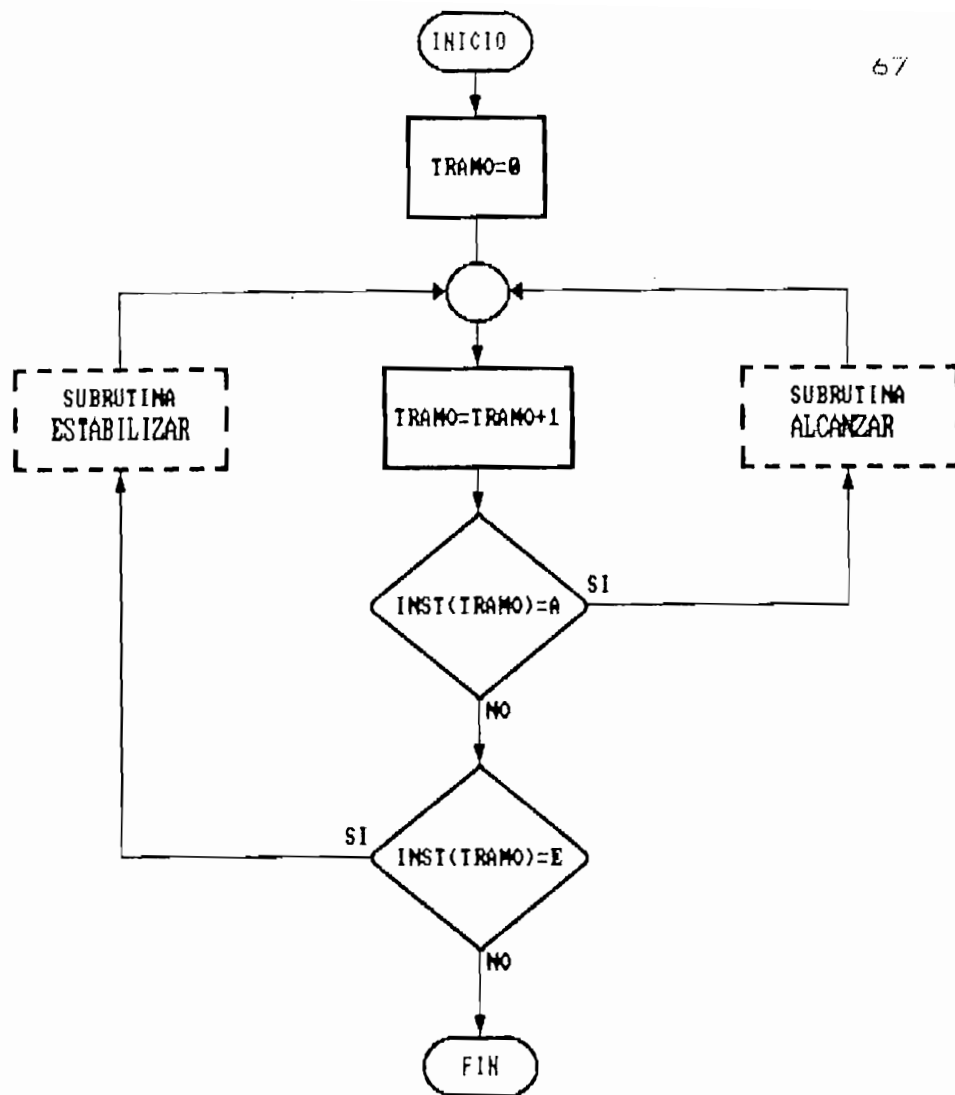 INICIO
67
TRAMO=0
SUBRUTINA
ESTABILIZAR
TRAMO=TRAMO+1
SUBRUTINA
ALCANZAR
INST(TRAMO)=A
SI
NO
INST(TRAMO)=E
SI
NO
FIN